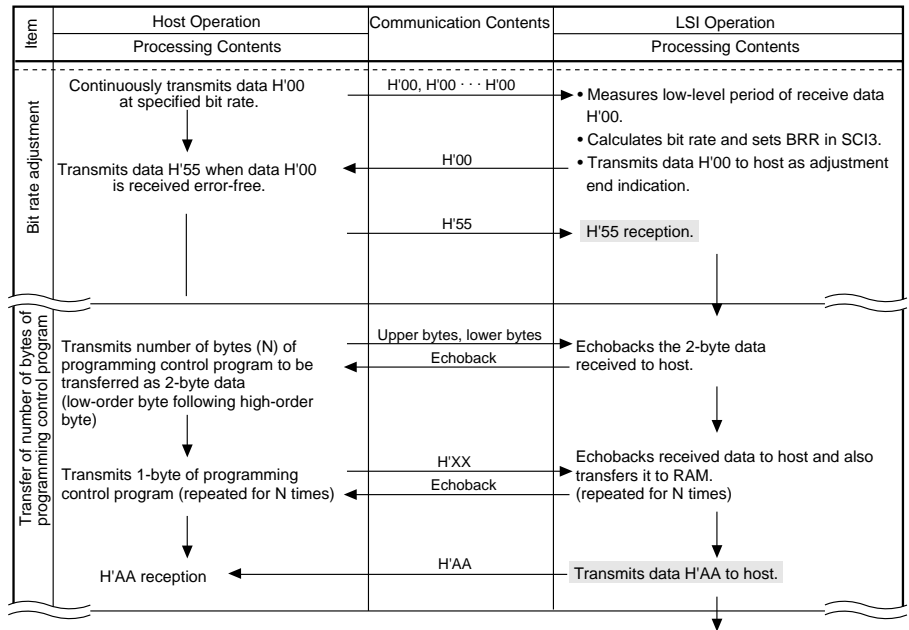 Item
Host Operation
Communication Contents
LSI Operation
Processing Contents
Processing Contents
Bit rate adjustment
Continuously transmits data H'00
at specified bit rate.
H'00, H'00 · · · H'00
• Measures low-level period of receive data
H'00.
• Calculates bit rate and sets BRR in SCI3.
• Transmits data H'00 to host as adjustment
end indication.
H'00
Transmits data H'55 when data H'00
is received error-free.
H'55
H'55 reception.
Transfer of number of bytes of
programming control program
Transmits number of bytes (N) of
programming control program to be
transferred as 2-byte data
(low-order byte following high-order
byte)
Upper bytes, lower bytes
Echoback
Echobacks the 2-byte data
received to host.
Transmits 1-byte of programming
control program (repeated for N times)
H'XX
Echoback
Echobacks received data to host and also
transfers it to RAM.
(repeated for N times)
H'AA reception
H'AA
Transmits data H'AA to host.